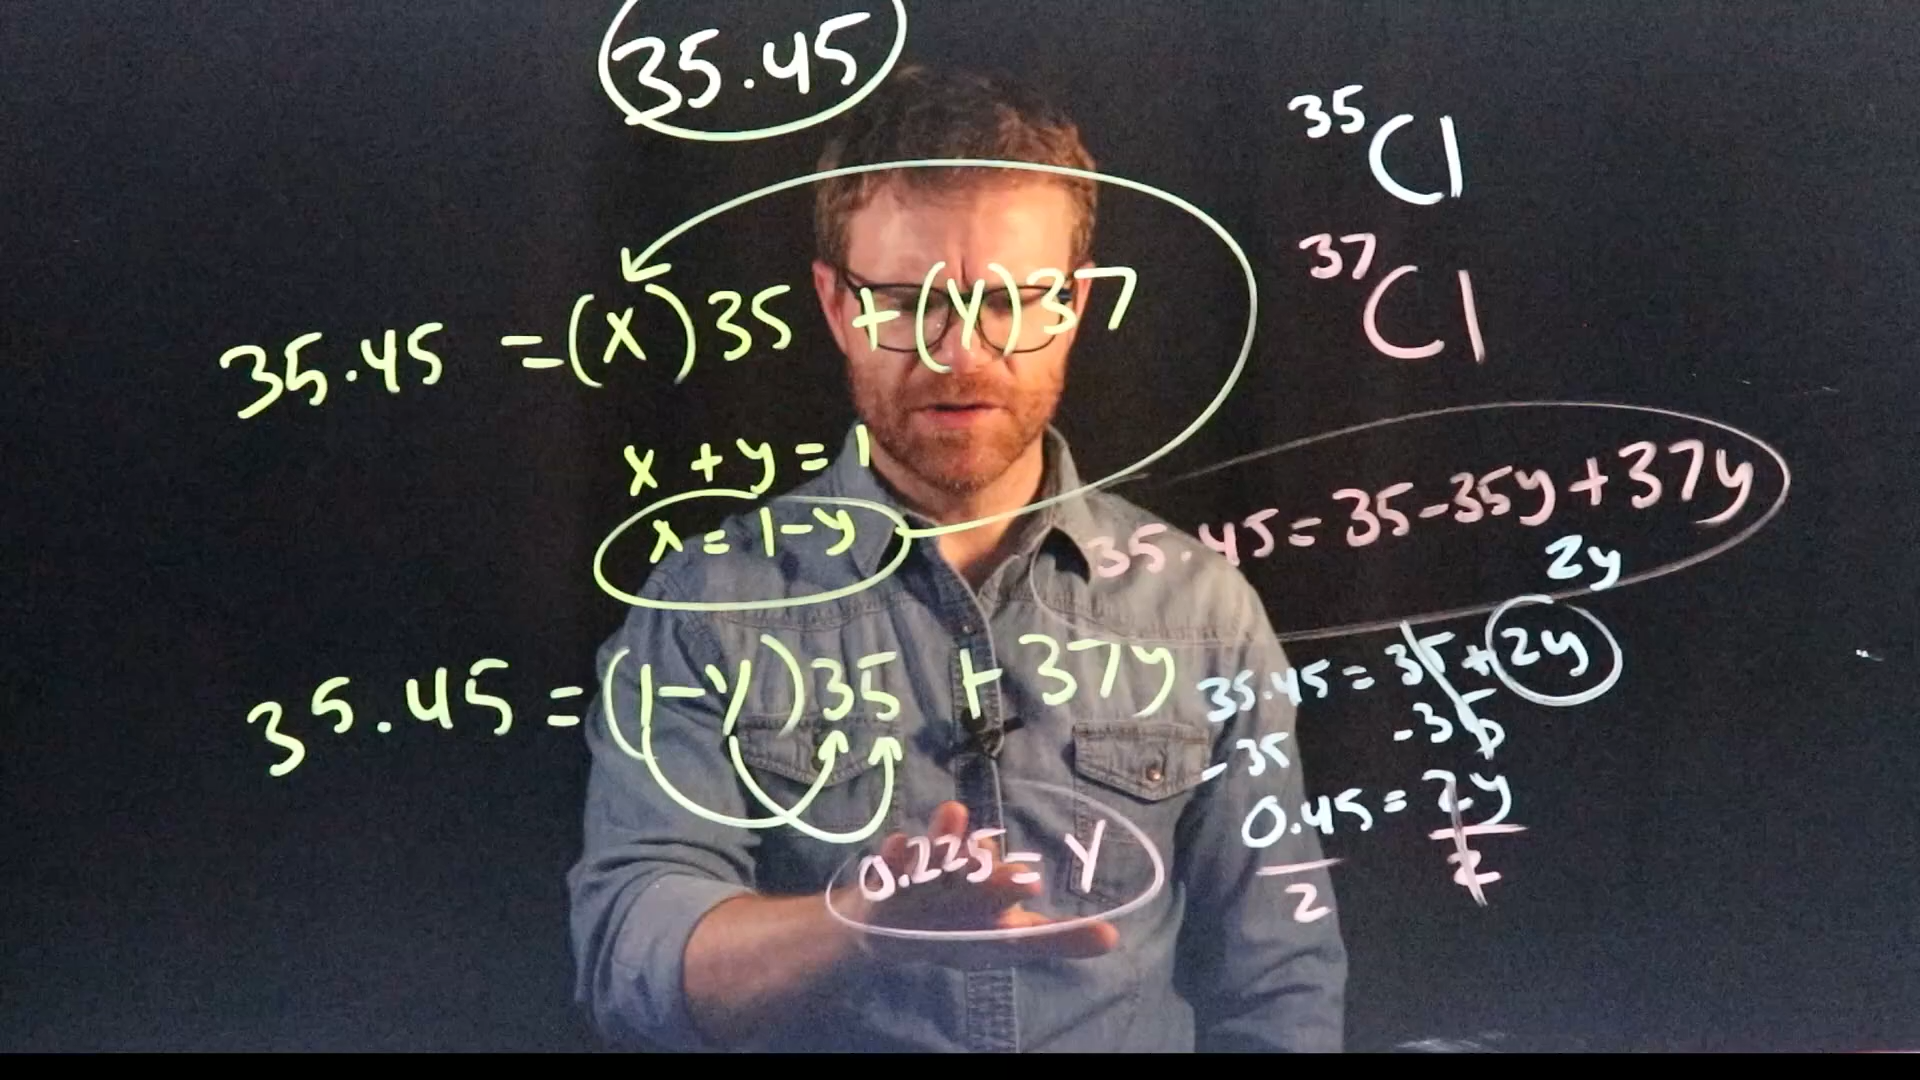 35.45
35Cl
37Cl
35.45 = (x)35 + (y)37
x + y = 1
x = 1-y
35.45 = 35-35y+37y
2y
35.45 = (1-y)35 + 37y
35.45 = 35 + 2y
-35 -35
0.45 = 2y
2 2
0.225 = y